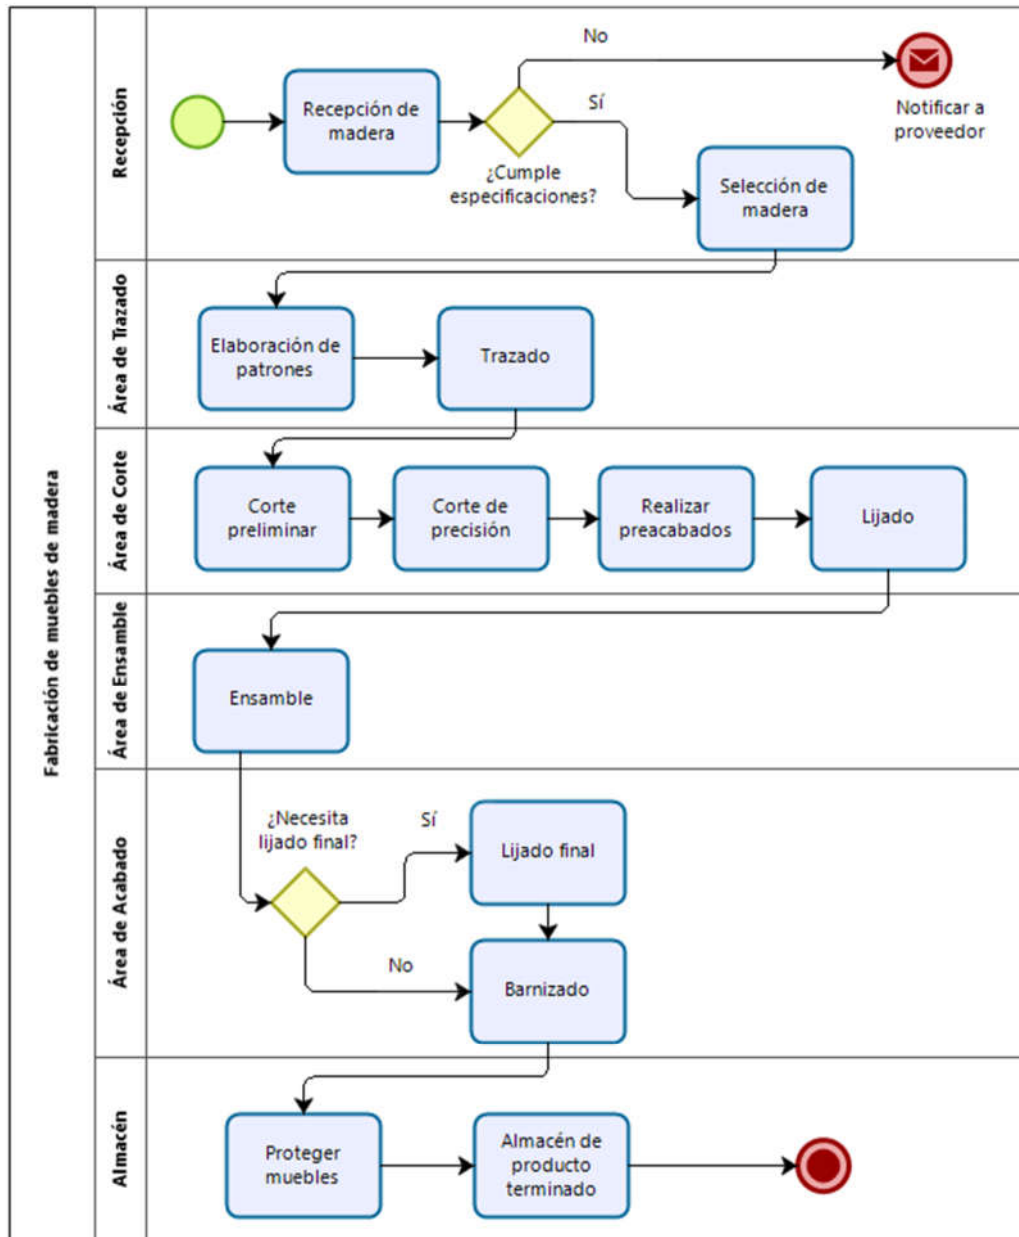 Fabricación de muebles de madera
Recepción
Recepción de
madera
¿Cumple
especificaciones?
No
Sí
Notificar a
proveedor
Selección de
madera
Área de Trazado
Elaboración de
patrones
Trazado
Área de Corte
Corte
preliminar
Corte de
precisión
Realizar
preacabados
Lijado
Área de Ensamble
Ensamble
Área de Acabado
¿Necesita
lijado final?
Sí
No
Lijado final
Barnizado
Almacén
Proteger
muebles
Almacén de
producto
terminado